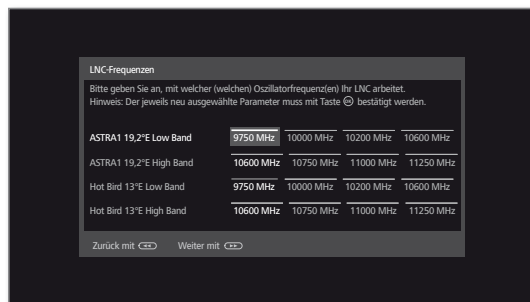 LNC-Frequenzen
Bitte geben Sie an, mit welcher (welchen) Oszillatorfrequenz(en) Ihr LNC arbeitet.
Hinweis: Der jeweils neu ausgewählte Parameter muss mit Taste OK bestätigt werden.
ASTRA1 19,2°E Low Band 9750 MHz 10000 MHz 10200 MHz 10600 MHz
ASTRA1 19,2°E High Band 10600 MHz 10750 MHz 11000 MHz 11250 MHz
Hot Bird 13°E Low Band 9750 MHz 10000 MHz 10200 MHz 10600 MHz
Hot Bird 13°E High Band 10600 MHz 10750 MHz 11000 MHz 11250 MHz
Zurück mit Weiter mit